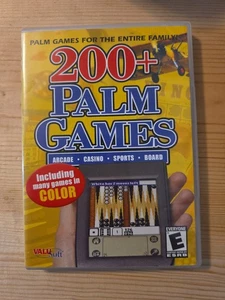 PALM GAMES FOR THE ENTIRE FAMILY!
200+
PALM
GAMES
ARCADE • CASINO • SPORTS • BOARD
Including
many games in
COLOR
EVERYONE
E
ESRB
VALUSoft